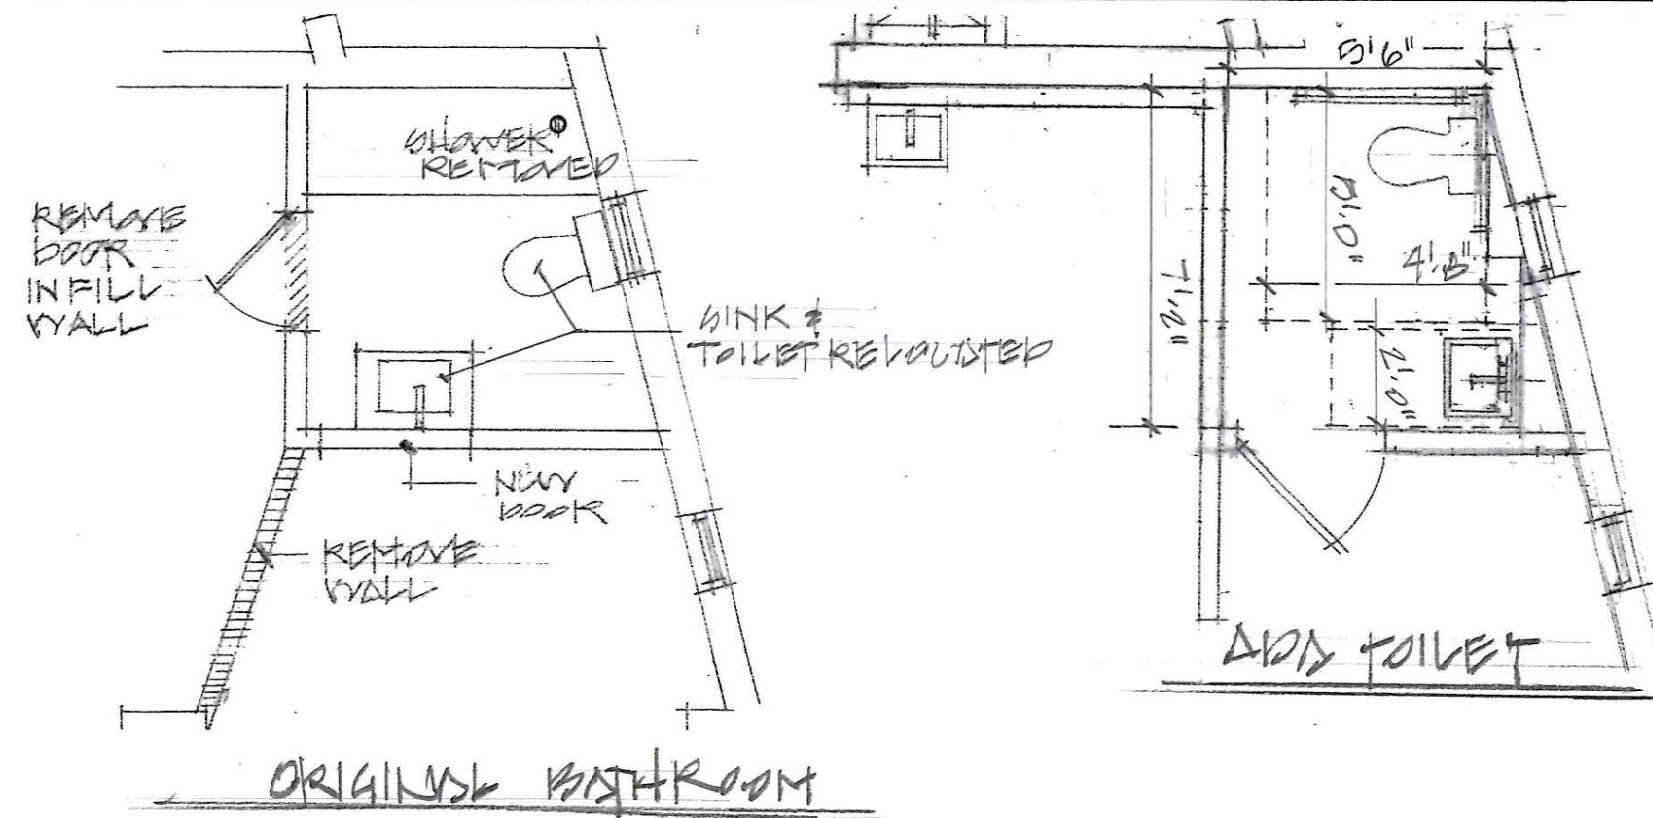 SHOWER
REMOVED
REMOVE
DOOR
INFILL
WALL
SINK &
TOILET RELOCATED
NEW
DOOR
REMOVE
WALL
ORIGINAL BATHROOM
5'6"
5'0"
4'-8"
7'-2"
2'-0"
ADA TOILET